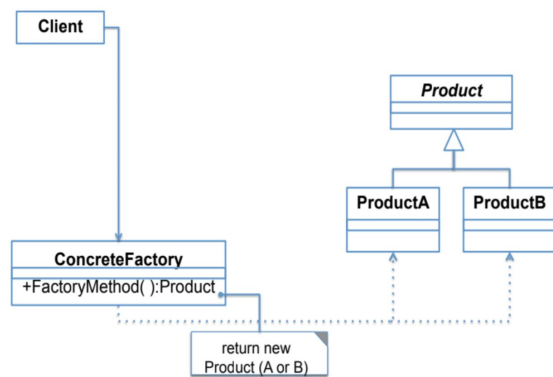 Client
Product
ProductA
ProductB
ConcreteFactory
+FactoryMethod( ):Product
return new
Product (A or B)